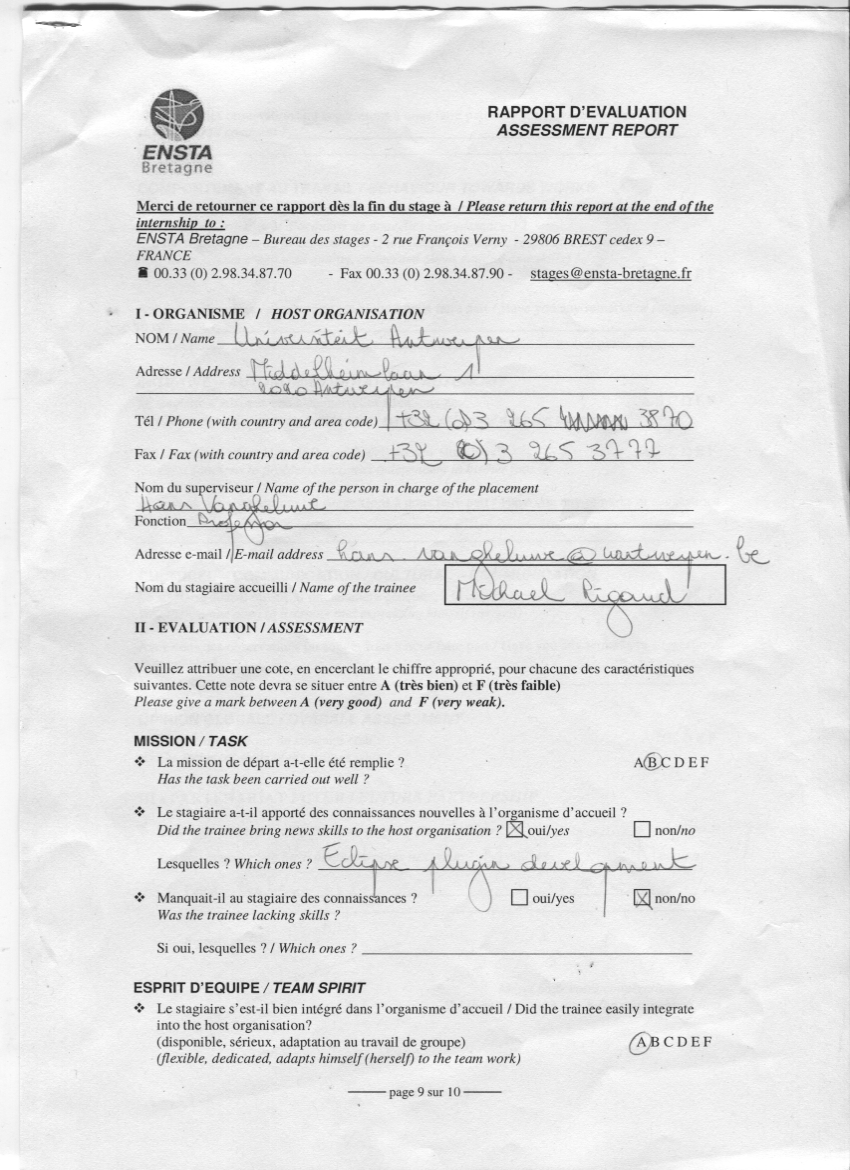 ENSTA
Bretagne
RAPPORT D'EVALUATION
ASSESSMENT REPORT
Merci de retourner ce rapport dès la fin du stage à / Please return this report at the end of the
internship to :
ENSTA Bretagne – Bureau des stages - 2 rue François Verny - 29806 BREST cedex 9 –
FRANCE
☎ 00.33 (0) 2.98.34.87.70 - Fax 00.33 (0) 2.98.34.87.90 - stages@ensta-bretagne.fr
I - ORGANISME / HOST ORGANISATION
NOM / Name Universiteit Antwerpen
Adresse / Address Middelheimlaan 1
2020 Antwerpen
Tél / Phone (with country and area code) +32 (0)3 265 3870
Fax / Fax (with country and area code) +32 (0)3 265 3777
Nom du superviseur / Name of the person in charge of the placement
Hans Vangheluwe
Fonction Professor
Adresse e-mail / E-mail address hans.vangheluwe@uantwerpen.be
Nom du stagiaire accueilli / Name of the trainee Michael Rigaud
II - EVALUATION / ASSESSMENT
Veuillez attribuer une cote, en encerclant le chiffre approprié, pour chacune des caractéristiques
suivantes. Cette note devra se situer entre A (très bien) et F (très faible)
Please give a mark between A (very good) and F (very weak).
MISSION / TASK
❖ La mission de départ a-t-elle été remplie ? A B C D E F
Has the task been carried out well ?
❖ Le stagiaire a-t-il apporté des connaissances nouvelles à l'organisme d'accueil ?
Did the trainee bring news skills to the host organisation ? ☒ oui/yes ☐ non/no
Lesquelles ? Which ones ? Eclipse plugin development
❖ Manquait-il au stagiaire des connaissances ? ☐ oui/yes ☒ non/no
Was the trainee lacking skills ?
Si oui, lesquelles ? / Which ones ?
ESPRIT D'EQUIPE / TEAM SPIRIT
❖ Le stagiaire s'est-il bien intégré dans l'organisme d'accueil / Did the trainee easily integrate
into the host organisation?
(disponible, sérieux, adaptation au travail de groupe) A B C D E F
(flexible, dedicated, adapts himself (herself) to the team work)
page 9 sur 10